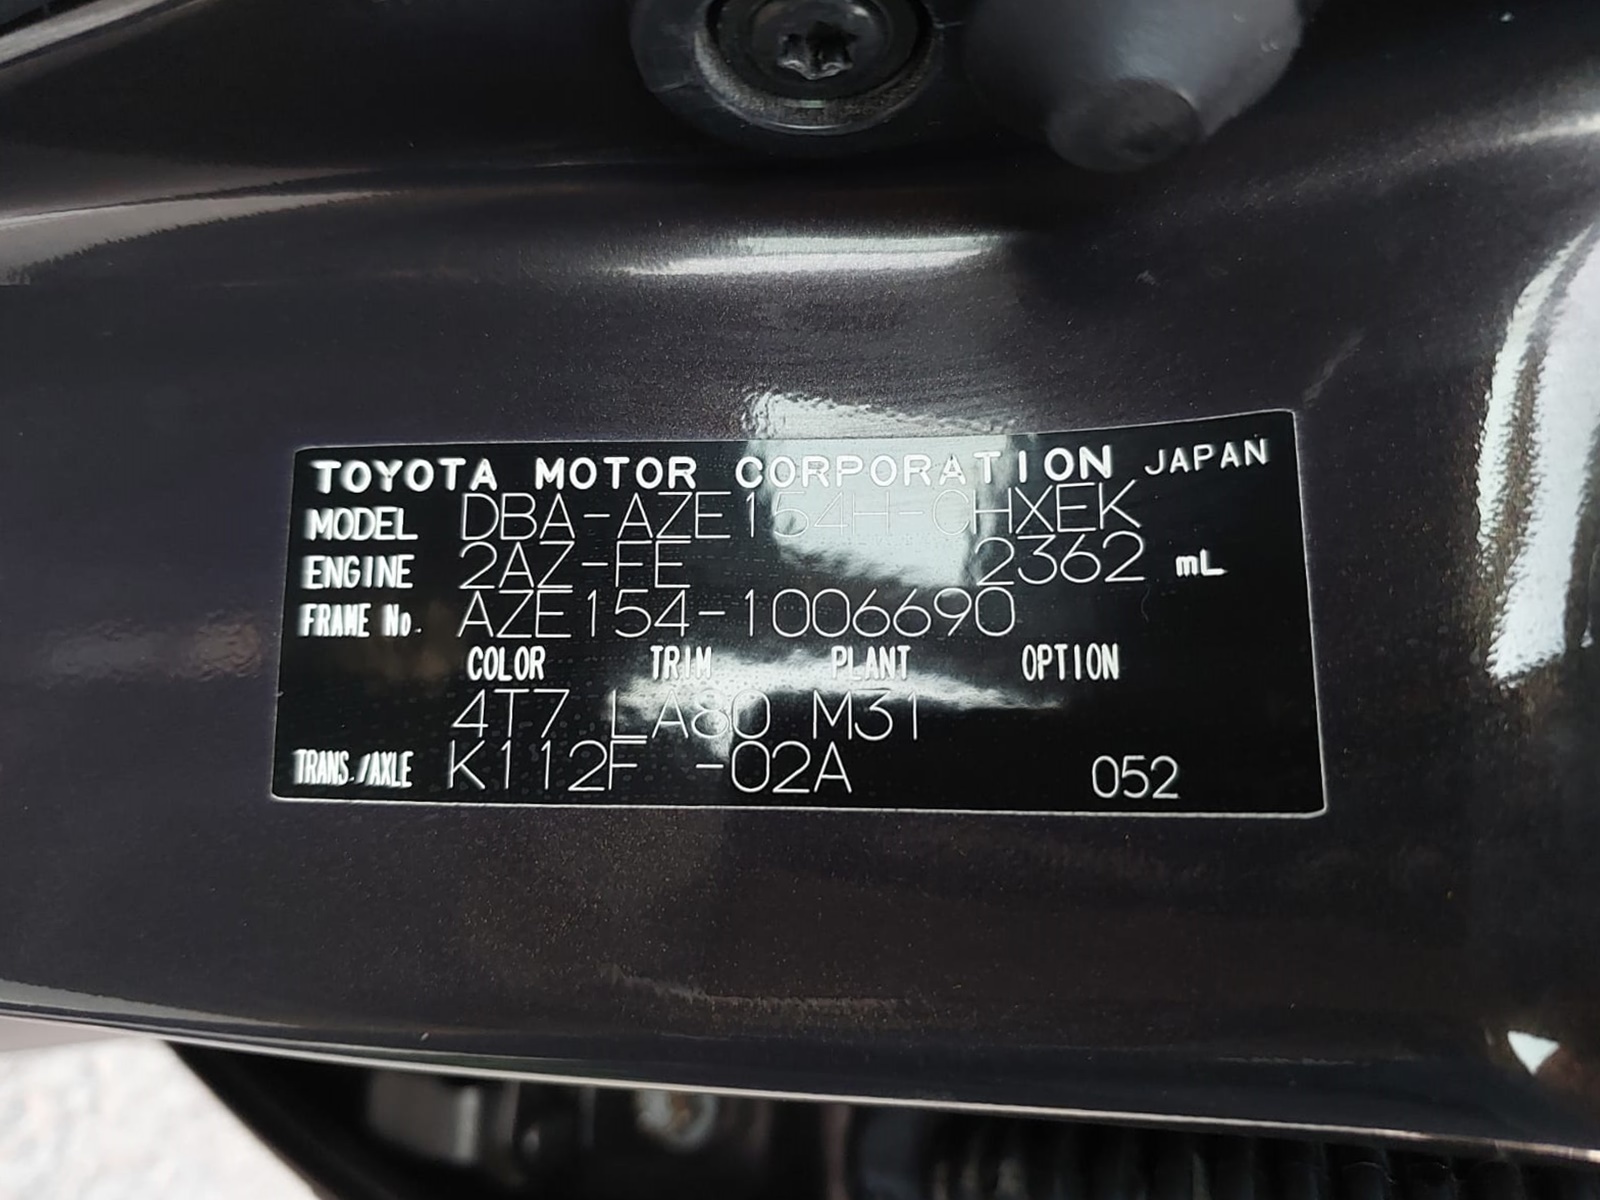 TOYOTA MOTOR CORPORATION JAPAN
MODEL DBA-AZE154H-CHXEK
ENGINE 2AZ-FE 2362 mL
FRAME No. AZE154-1006690
COLOR TRIM PLANT OPTION
4T7 LA80 M31
TRANS./AXLE K112F -02A 052